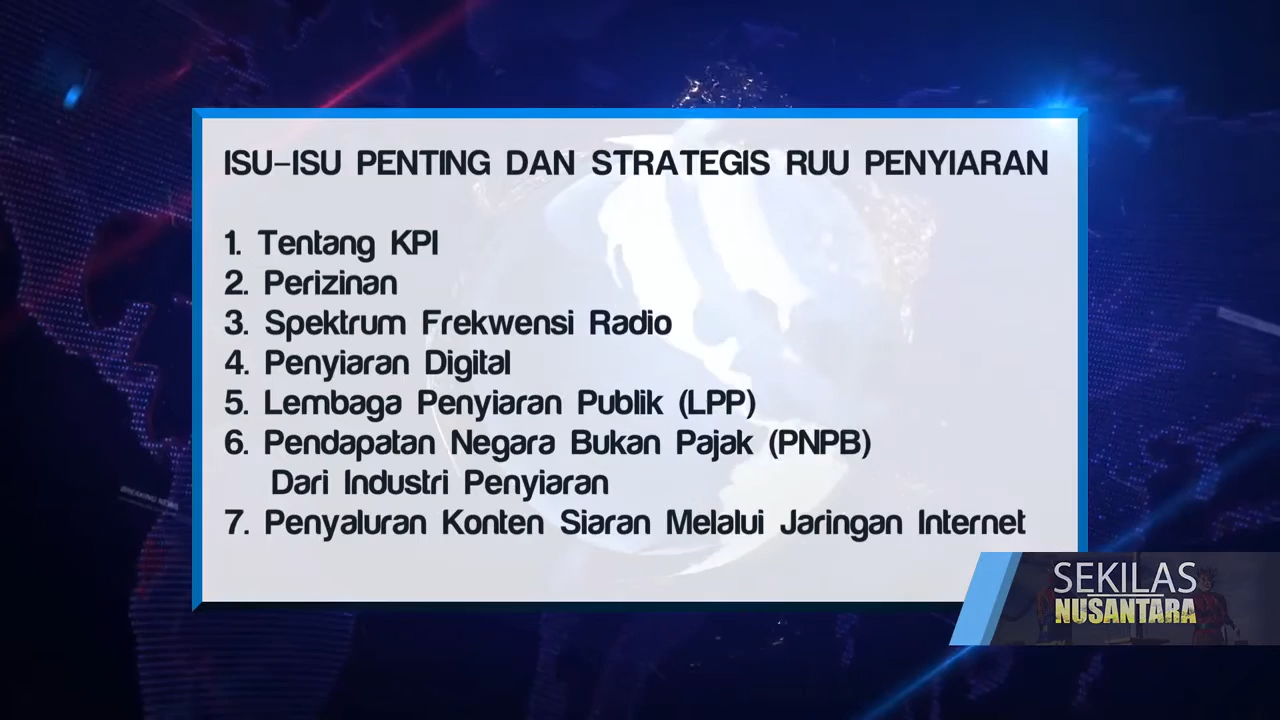 ISU-ISU PENTING DAN STRATEGIS RUU PENYIARAN
1. Tentang KPI
2. Perizinan
3. Spektrum Frekwensi Radio
4. Penyiaran Digital
5. Lembaga Penyiaran Publik (LPP)
6. Pendapatan Negara Bukan Pajak (PNPB)
Dari Industri Penyiaran
7. Penyaluran Konten Siaran Melalui Jaringan Internet
BREAKING NEWS
SEKILAS
NUSANTARA